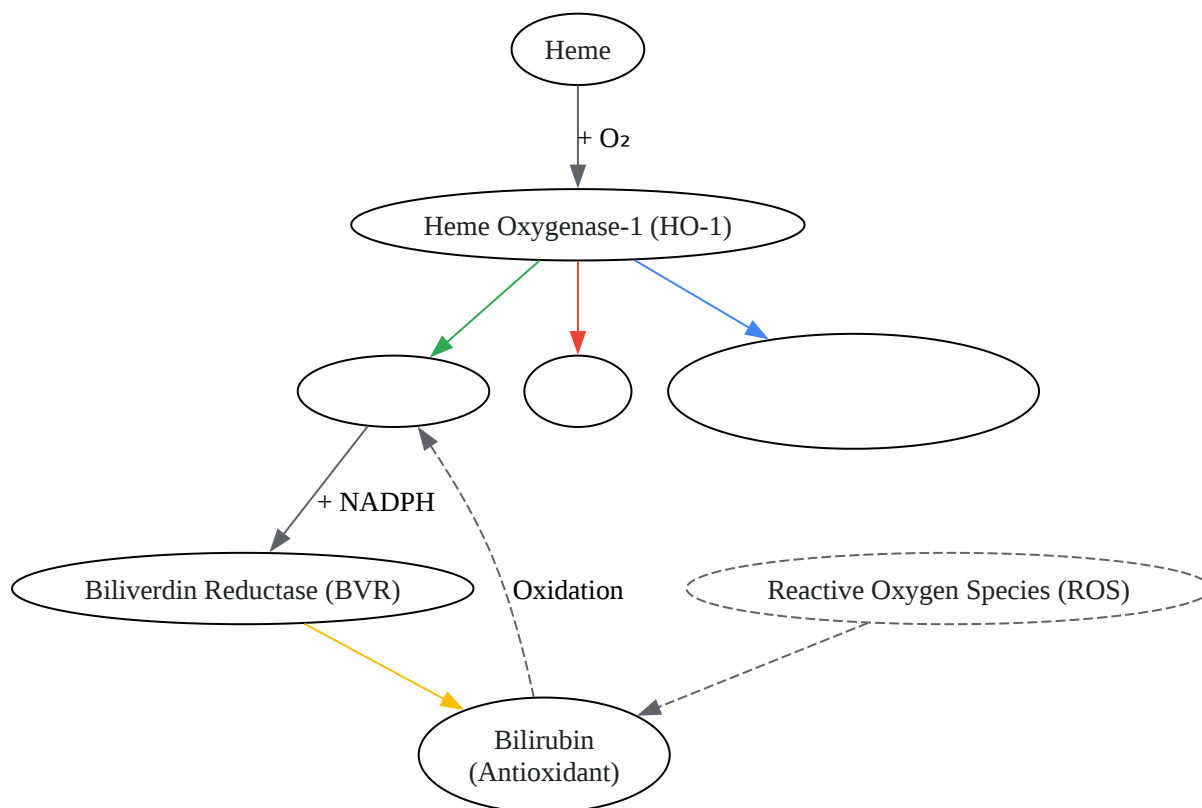 Heme
+ O₂
Heme Oxygenase-1 (HO-1)
+ NADPH
Biliverdin Reductase (BVR)
Oxidation
Reactive Oxygen Species (ROS)
Bilirubin
(Antioxidant)